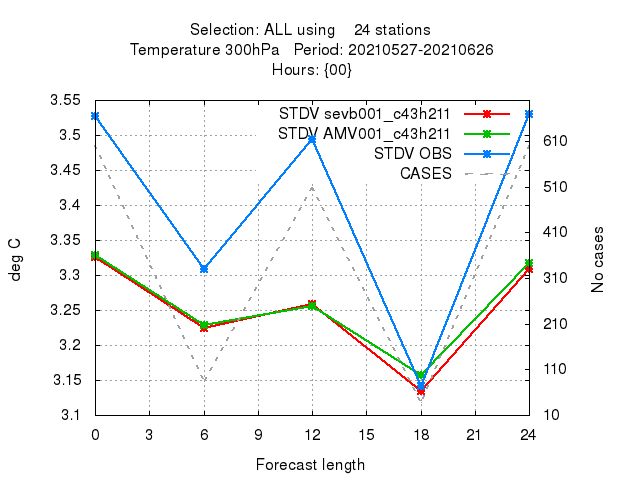 Selection: ALL using    24 stations
Temperature 300hPa   Period: 20210527-20210626
Hours: {00}
STDV sevb001_c43h211
STDV AMV001_c43h211
STDV OBS
CASES
3.55
3.5
3.45
3.4
3.35
3.3
3.25
3.2
3.15
3.1
deg C
610
510
410
310
210
110
10
No cases
0 3 6 9 12 15 18 21 24
Forecast length